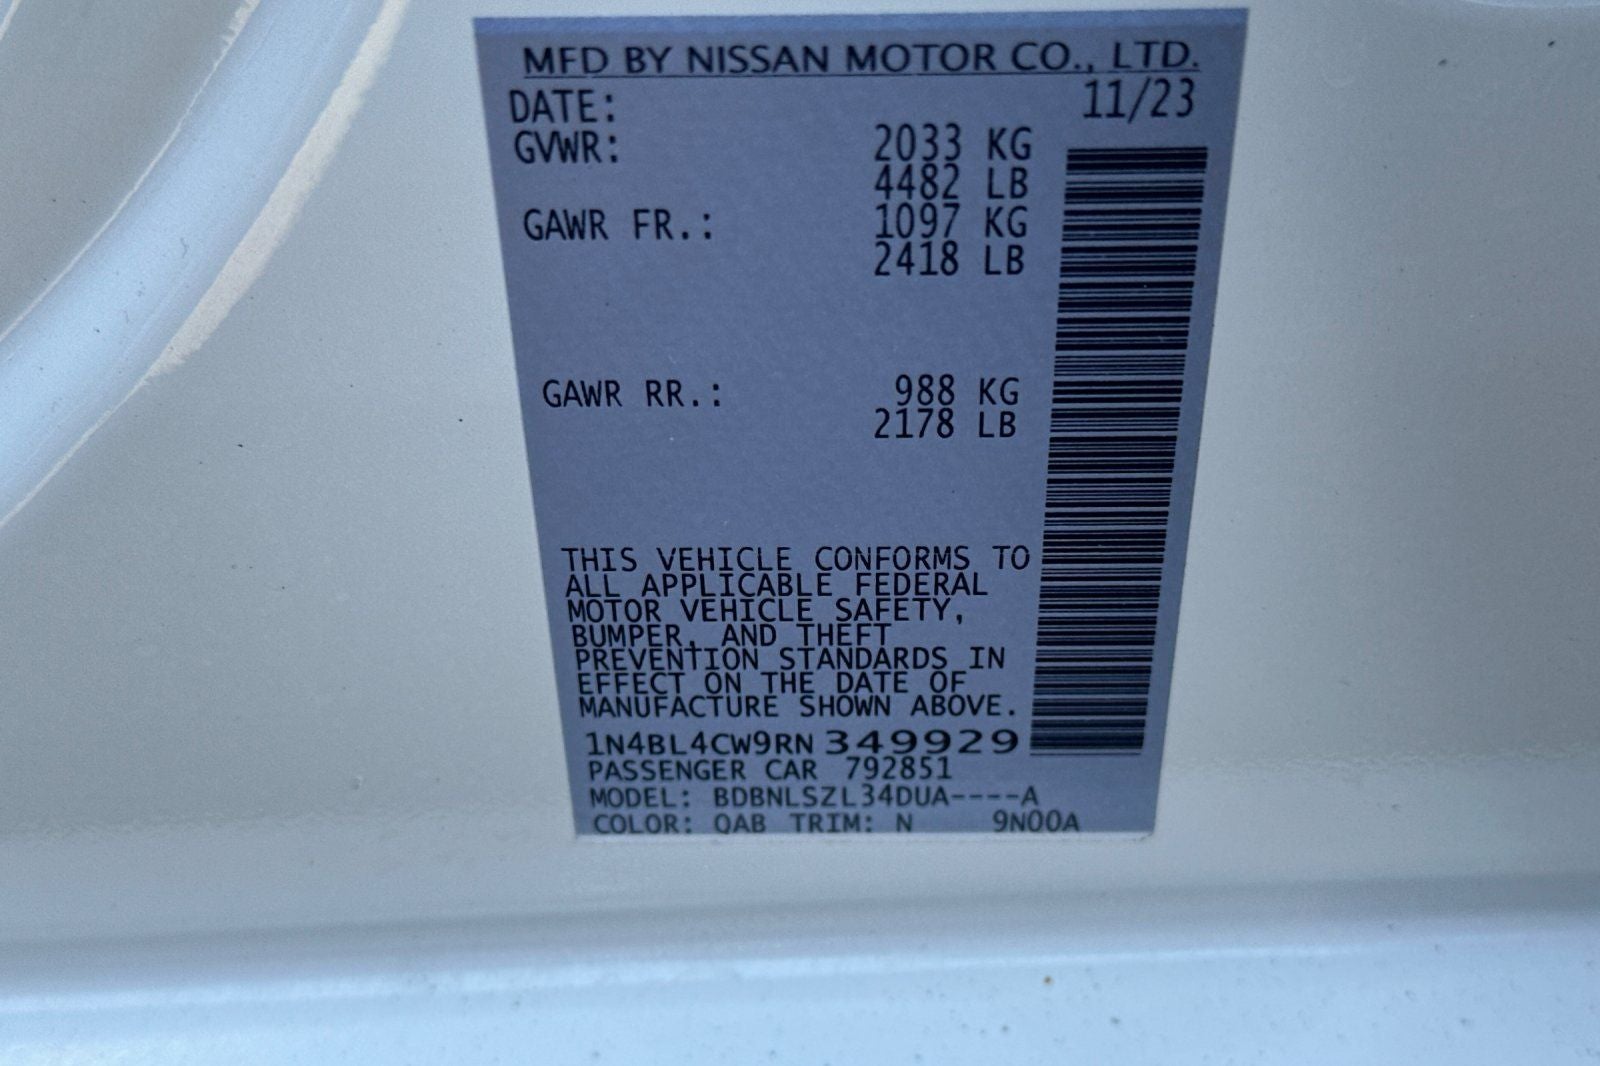 MFD BY NISSAN MOTOR CO., LTD.
DATE: 11/23
GVWR: 2033 KG
4482 LB
GAWR FR.: 1097 KG
2418 LB
GAWR RR.: 988 KG
2178 LB
THIS VEHICLE CONFORMS TO
ALL APPLICABLE FEDERAL
MOTOR VEHICLE SAFETY,
BUMPER, AND THEFT
PREVENTION STANDARDS IN
EFFECT ON THE DATE OF
MANUFACTURE SHOWN ABOVE.
1N4BL4CW9RN349929
PASSENGER CAR 792851
MODEL: BDBNLSZL34DUA----A
COLOR: QAB TRIM: N 9N00A